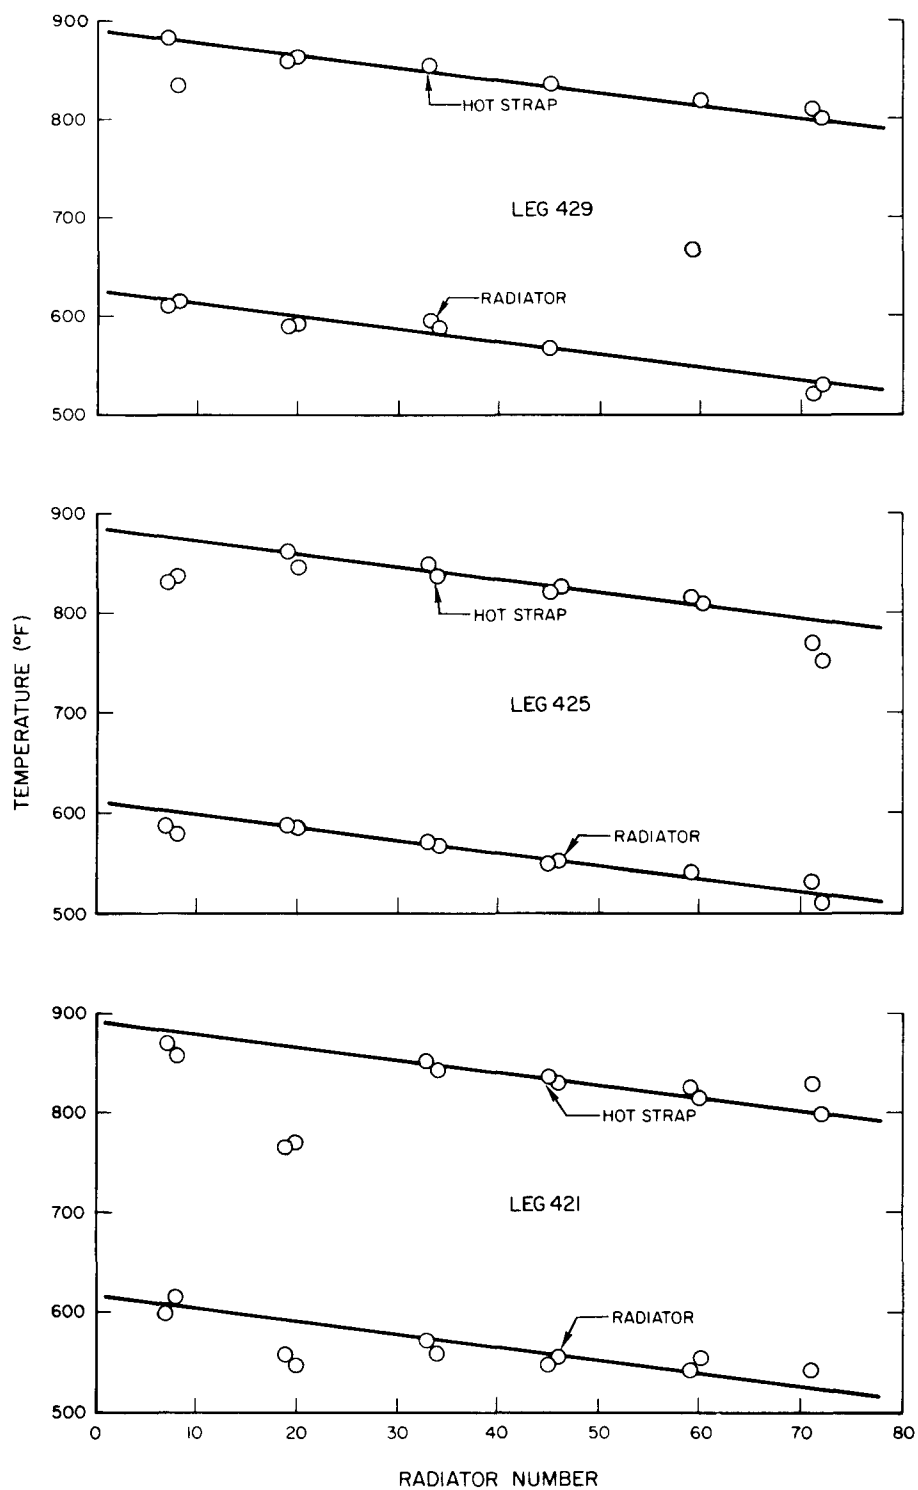 900
HOT STRAP
800
LEG 429
700
RADIATOR
600
500
900
HOT STRAP
800
LEG 425
700
RADIATOR
600
500
TEMPERATURE (°F)
900
HOT STRAP
800
LEG 421
700
RADIATOR
600
500
0 10 20 30 40 50 60 70 80
RADIATOR NUMBER